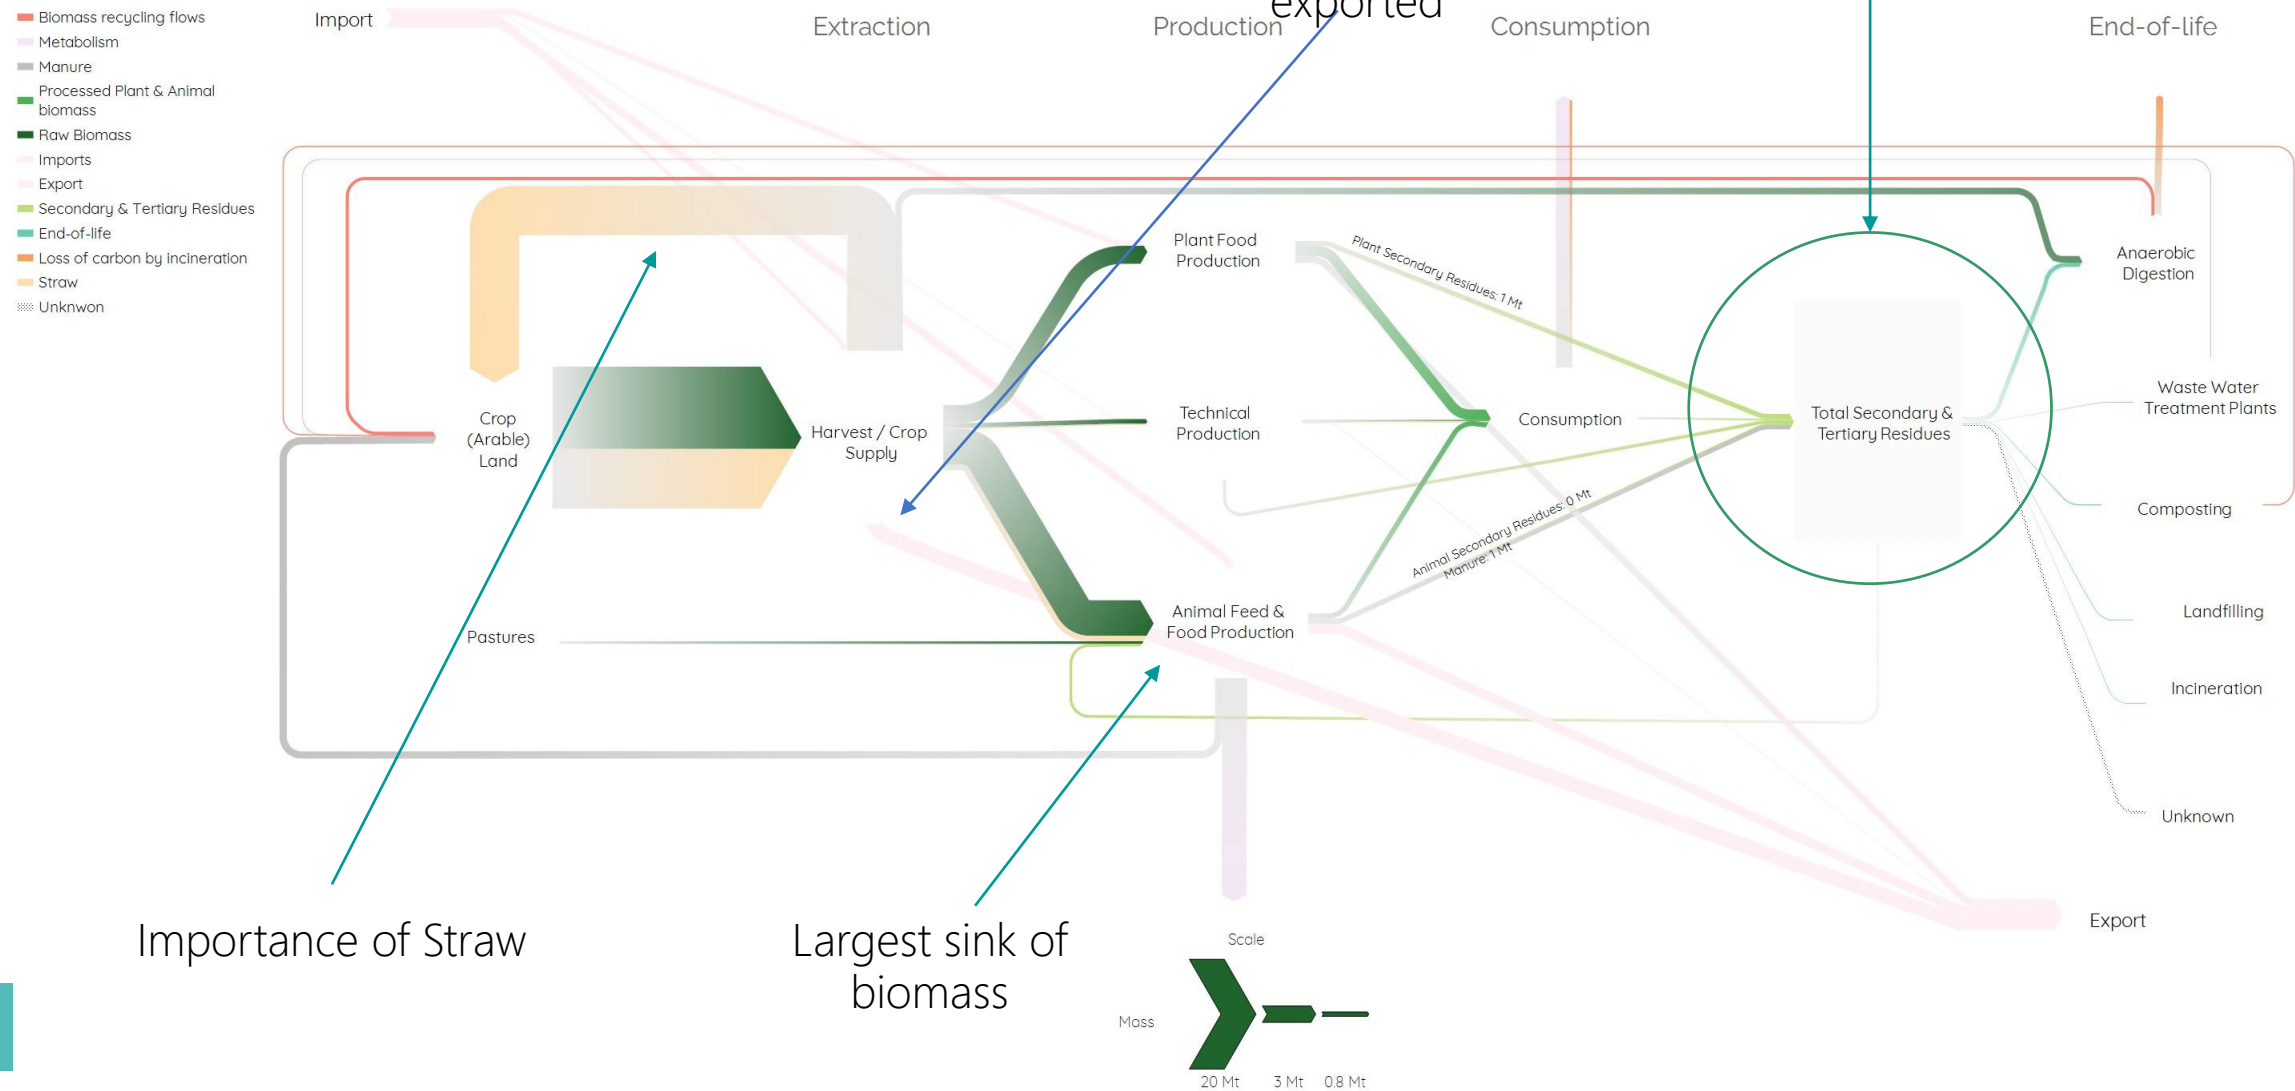 Biomass recycling flows
Metabolism
Manure
Processed Plant & Animal
biomass
Raw Biomass
Imports
Export
Secondary & Tertiary Residues
End-of-life
Loss of carbon by incineration
Straw
Unknwon
Import
Extraction
Production
exported
Consumption
End-of-life
Plant Food
Production
Plant Secondary Residues: 1 Mt
Anaerobic
Digestion
Crop
(Arable)
Land
Harvest / Crop
Supply
Technical
Production
Consumption
Total Secondary &
Tertiary Residues
Waste Water
Treatment Plants
Composting
Animal Secondary Residues: 0 Mt
Manure: 1 Mt
Pastures
Animal Feed &
Food Production
Landfilling
Incineration
Unknown
Export
Importance of Straw
Largest sink of
biomass
Scale
Mass
20 Mt
3 Mt
0.8 Mt